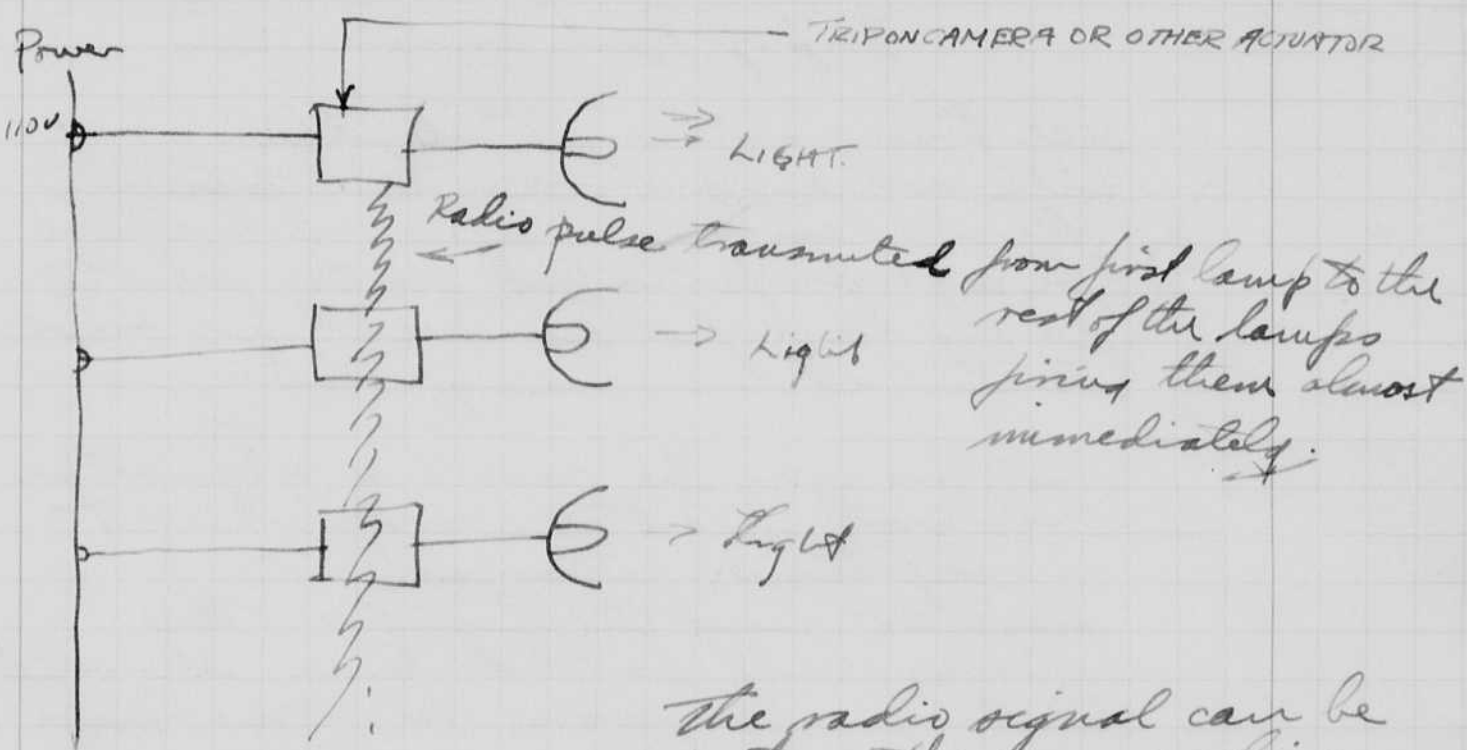 Power
TRIP ON CAMERA OR OTHER ACTUATOR
110V
LIGHT.
Radio pulse transmitted from first lamp to the
rest of the lamps
Light
firing them almost
immediately.
Light
The radio signal can be